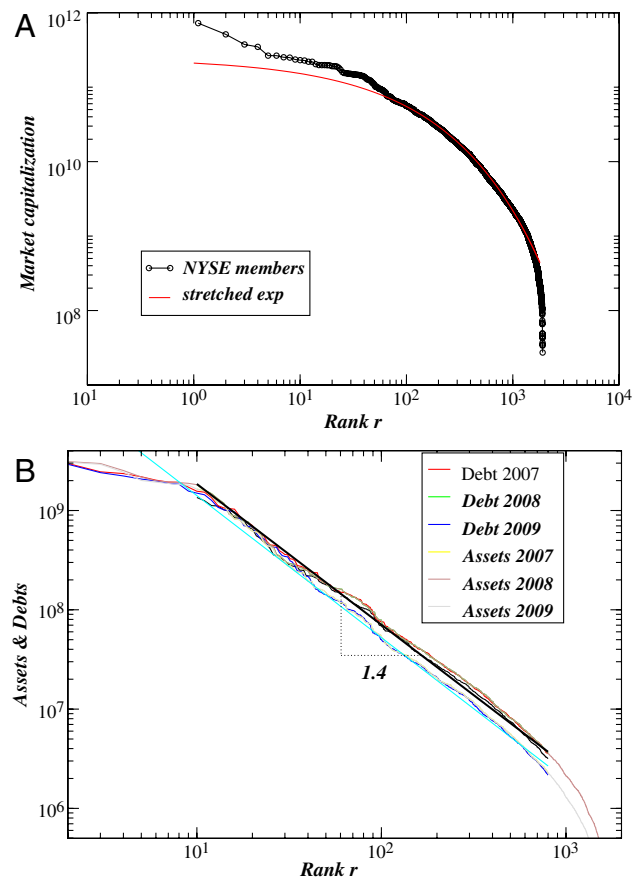 A
10^12
10^10
10^8
Market capitalization
NYSE members
stretched exp
10^1 10^0 10^1 10^2 10^3 10^4
Rank r
B
10^9
10^8
10^7
10^6
Assets & Debts
Debt 2007
Debt 2008
Debt 2009
Assets 2007
Assets 2008
Assets 2009
1.4
10^1 10^2 10^3
Rank r